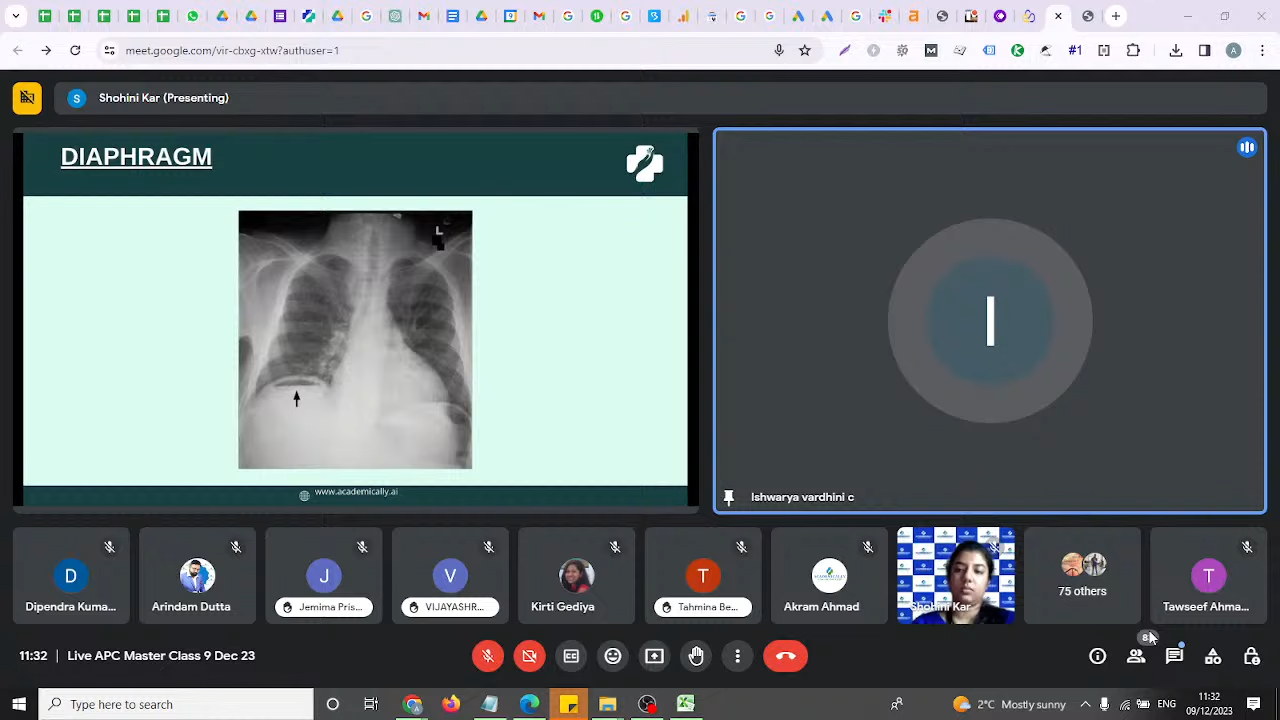 meet.google.com/vir-cbxg-xtw?authuser=1
#1
A
S
Shohini Kar (Presenting)
DIAPHRAGM
L
www.academically.ai
I
Ishwarya vardhini c
D
J
V
T
T
Dipendra Kuma...
Arindam Dutta
Jemima Pris...
VIJAYASHR...
Kirti Gediya
Tahmina Be...
Akram Ahmad
Shohini Kar
75 others
Tawseef Ahma...
11:32 | Live APC Master Class 9 Dec 23
Type here to search
2°C Mostly sunny
ENG
11:32
09/12/2023